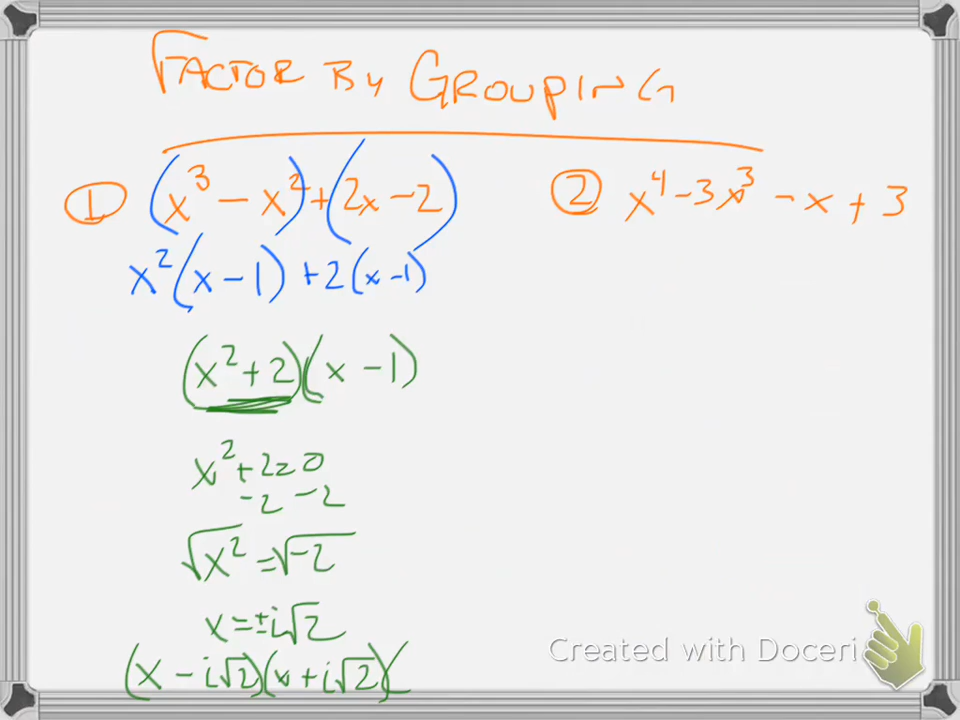 FACTOR BY GROUPING
① (x³ − x²) + (2x − 2)
x²(x − 1) + 2(x − 1)
(x² + 2)(x − 1)
x² + 2 = 0
−2 −2
√x² = √−2
x = ± i√2
(x − i√2)(x + i√2)(
② x⁴ − 3x³ − x + 3
Created with Doceri